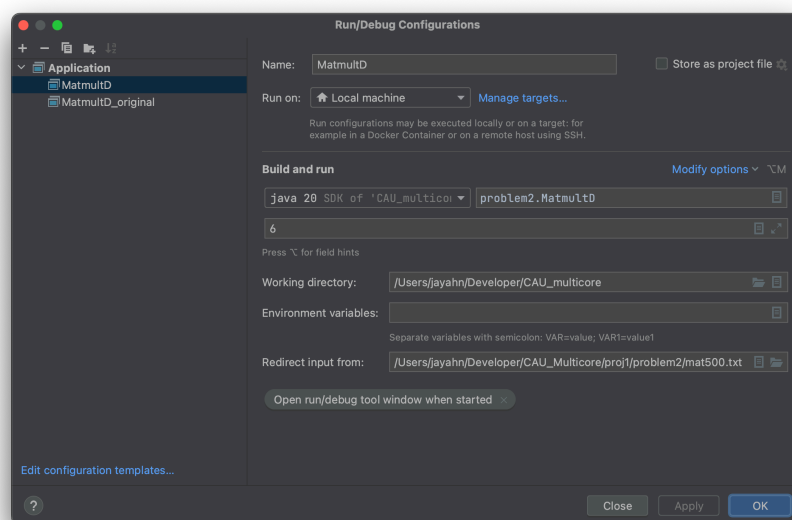 Run/Debug Configurations
Application
MatmultD
MatmultD_original
Name:
MatmultD
Store as project file
Run on:
Local machine
Manage targets...
Run configurations may be executed locally or on a target: for
example in a Docker Container or on a remote host using SSH.
Build and run
Modify options
⌥M
java 20 SDK of 'CAU_multico
problem2.MatmultD
6
Press ⌥ for field hints
Working directory:
/Users/jayahn/Developer/CAU_multicore
Environment variables:
Separate variables with semicolon: VAR=value; VAR1=value1
Redirect input from:
/Users/jayahn/Developer/CAU_Multicore/proj1/problem2/mat500.txt
Open run/debug tool window when started ×
Edit configuration templates...
?
Close
Apply
OK